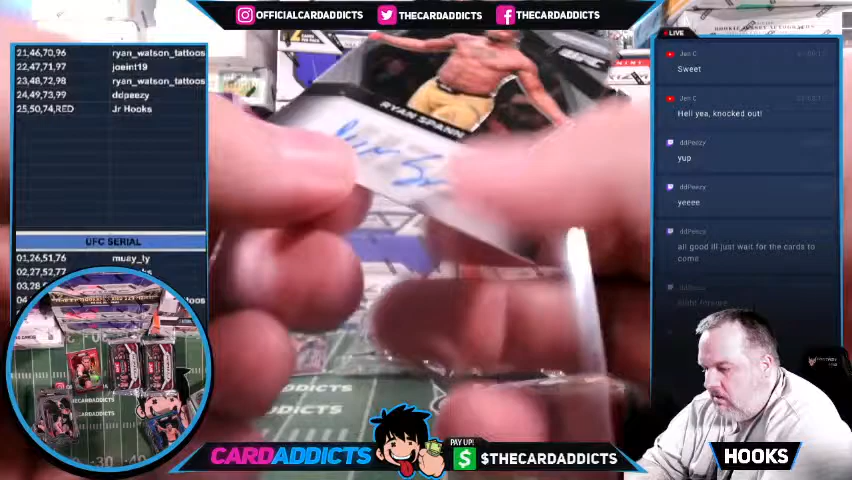 OFFICIALCARDADDICTS
THECARDADDICTS
THECARDADDICTS
21,46,70,96 ryan_watson_tattoos
22,47,71,97 joeint19
23,48,72,98 ryan_watson_tattoos
24,49,73,99 ddpeezy
25,50,74,RED Jr Hooks
UFC SERIAL
01,26,51,76 muay_ty
02,27,52,77
RYAN SPANN
UFC
LIVE
Jen C
Sweet
Jen C
Hell yea, knocked out!
ddPeezy
yup
ddPeezy
yeeee
ddPeezy
all good ill just wait for the cards to
come
ddPeezy
THECARDADDICTS
CARDADDICTS
PAY UP!
$THECARDADDICTS
HOOKS